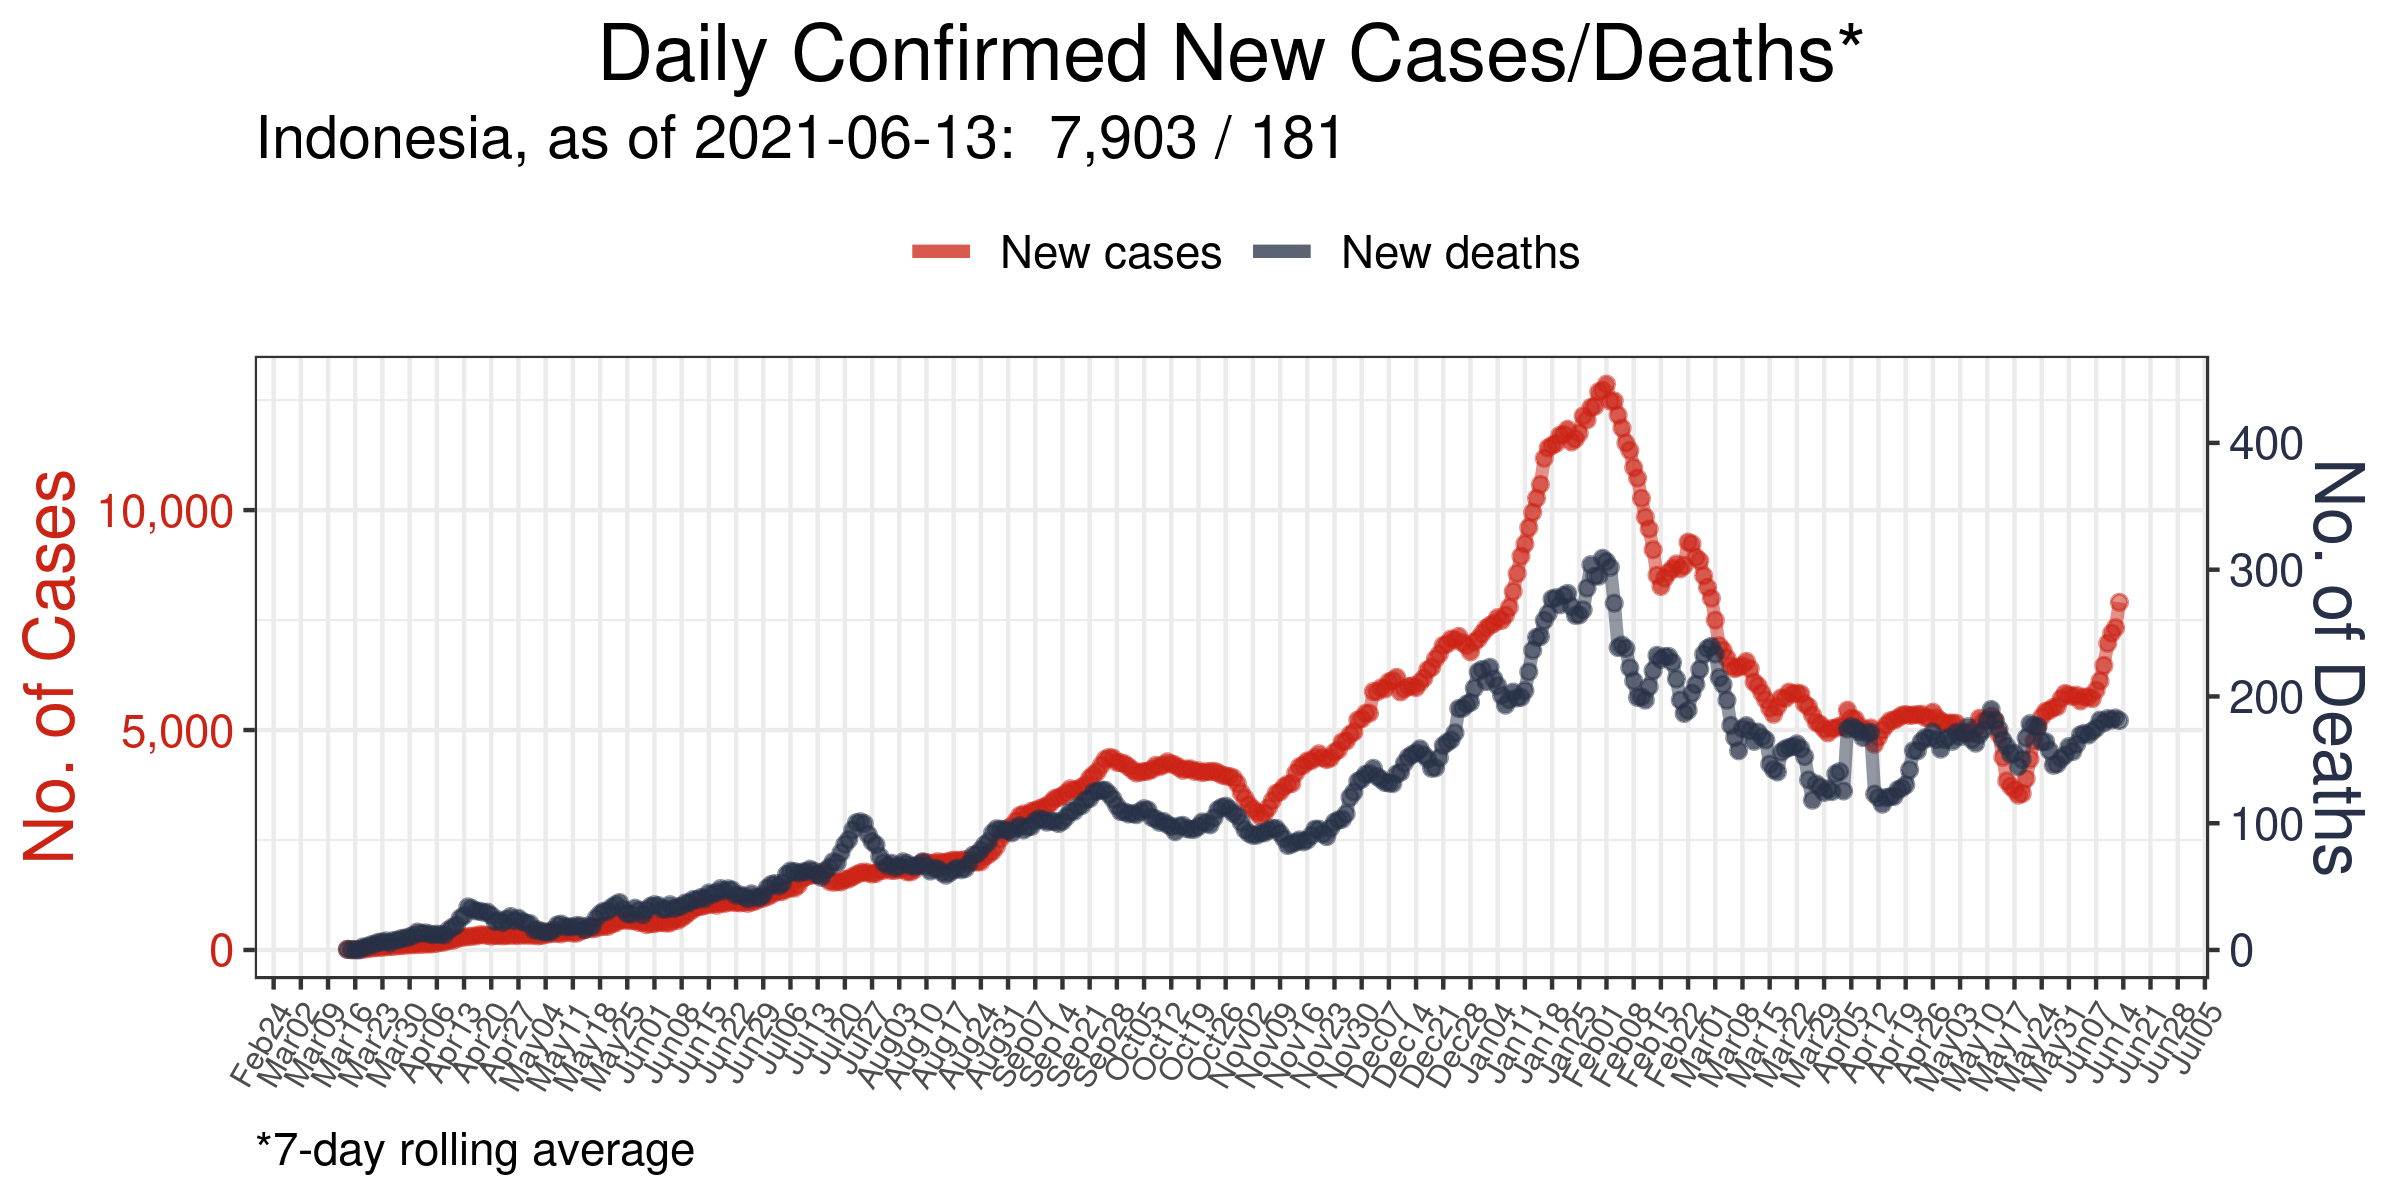 Daily Confirmed New Cases/Deaths*
Indonesia, as of 2021-06-13:  7,903 / 181
New cases
New deaths
No. of Cases
10,000
5,000
0
400
300
200
100
0
No. of Deaths
Feb24
Mar02
Mar09
Mar16
Mar23
Mar30
Apr06
Apr13
Apr20
Apr27
May04
May11
May18
May25
Jun01
Jun08
Jun15
Jun22
Jun29
Jul06
Jul13
Jul20
Jul27
Aug03
Aug10
Aug17
Aug24
Aug31
Sep07
Sep14
Sep21
Sep28
Oct05
Oct12
Oct19
Oct26
Nov02
Nov09
Nov16
Nov23
Nov30
Dec07
Dec14
Dec21
Dec28
Jan04
Jan11
Jan18
Jan25
Feb01
Feb08
Feb15
Feb22
Mar01
Mar08
Mar15
Mar22
Mar29
Apr05
Apr12
Apr19
Apr26
May03
May10
May17
May24
May31
Jun07
Jun14
Jun21
Jun28
Jul05
*7-day rolling average